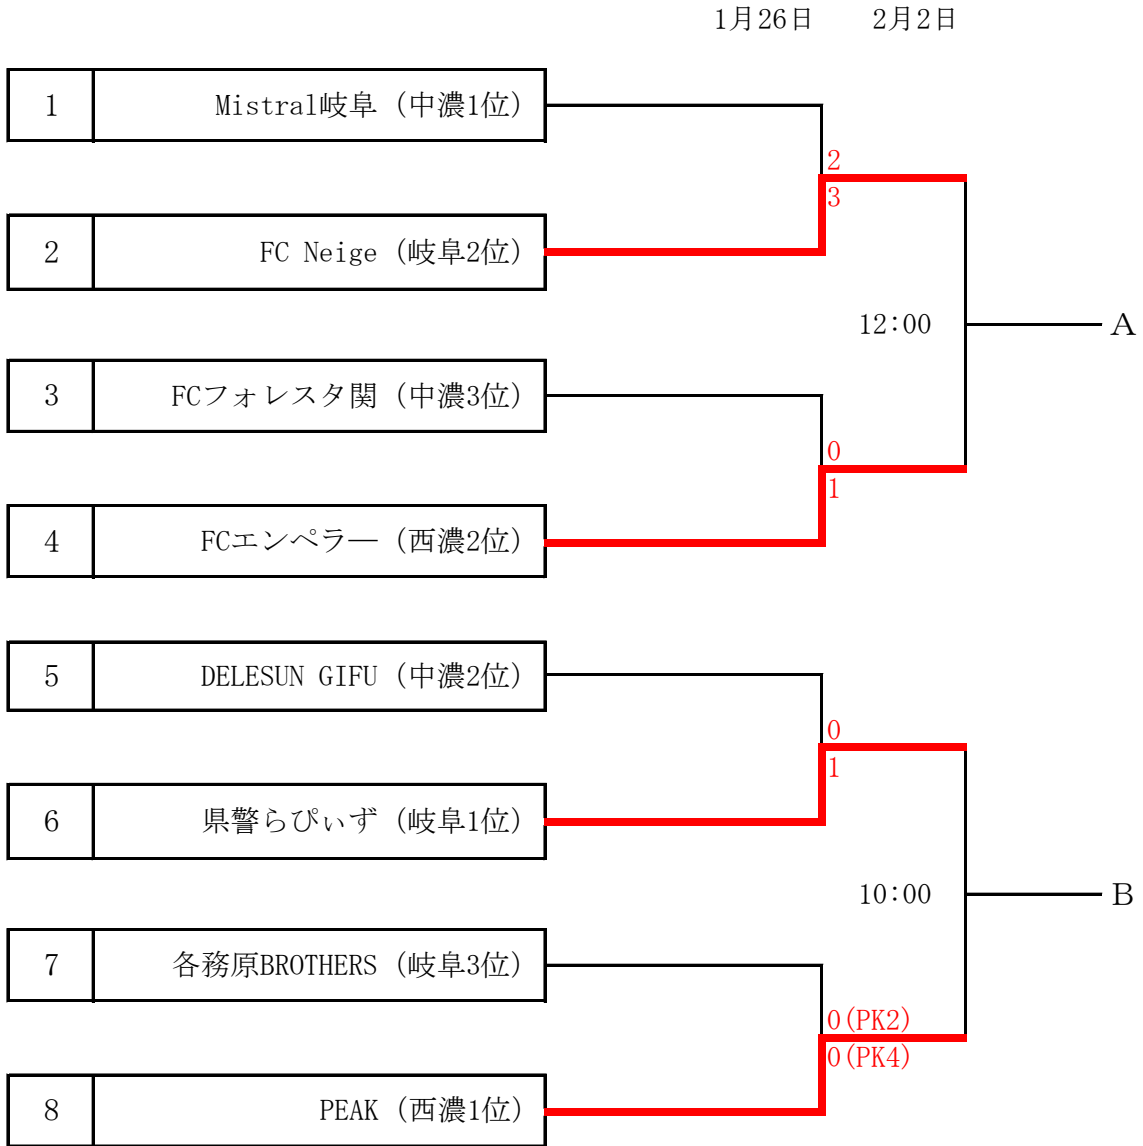 1月26日 2月2日
1 Mistral岐阜（中濃1位）
2
3
2 FC Neige（岐阜2位）
12:00 A
3 FCフォレスタ関（中濃3位）
0
1
4 FCエンペラ―（西濃2位）
5 DELESUN GIFU（中濃2位）
0
1
6 県警らぴぃず（岐阜1位）
10:00 B
7 各務原BROTHERS（岐阜3位）
0(PK2)
0(PK4)
8 PEAK（西濃1位）